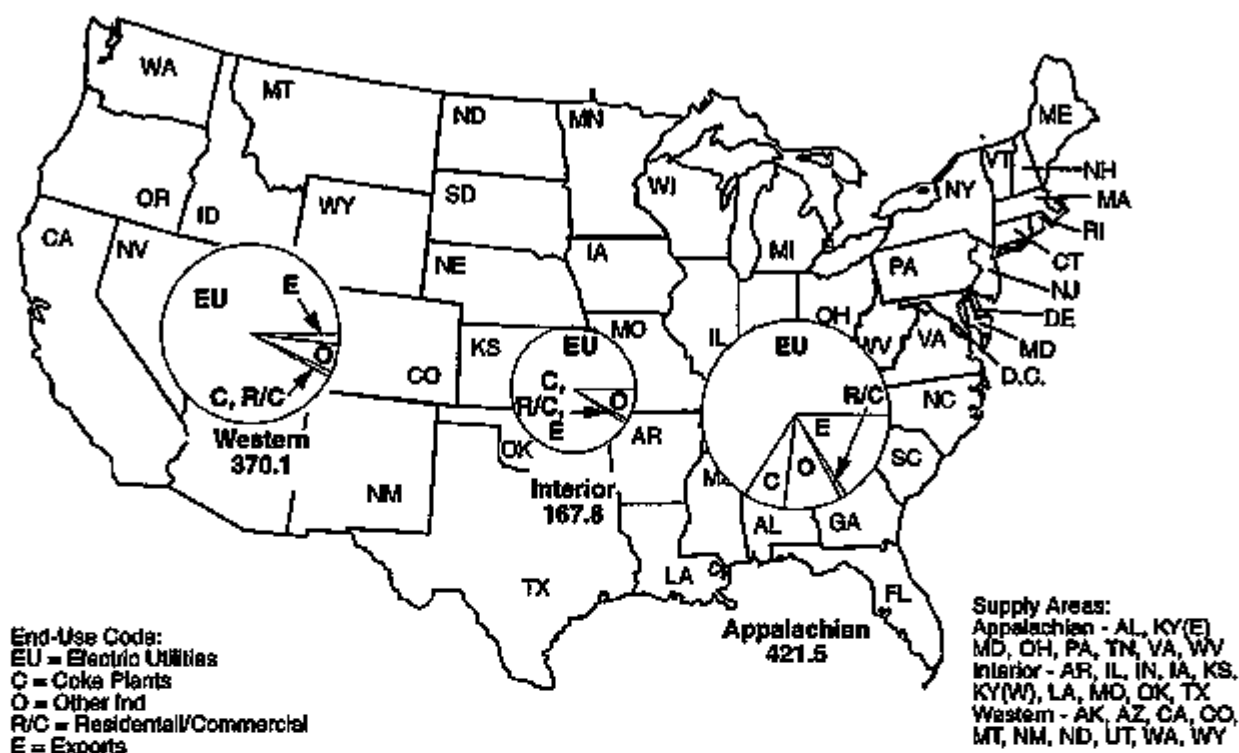 WA
MT
ND
MN
ME
VT
NH
OR
ID
WY
SD
WI
NY
MA
RI
CA
NV
MI
CT
IA
PA
NJ
NE
OH
DE
EU
E
MO
IL
WV
VA
MD
KS
EU
EU
D.C.
O
CO
C,
R/C
C, R/C
R/C,
O
NC
E
E
Western
370.1
OK
AR
SC
C
O
NM
Interior
167.8
AL
GA
TX
LA
FL
Appalachian
421.5
End-Use Code:
EU = Electric Utilities
C = Coke Plants
O = Other Ind
R/C = Residentail/Commercial
E = Exports
Supply Areas:
Appalachian - AL, KY(E)
MD, OH, PA, TN, VA, WV
Interior - AR, IL, IN, IA, KS,
KY(W), LA, MO, OK, TX
Western - AK, AZ, CA, CO,
MT, NM, ND, UT, WA, WY